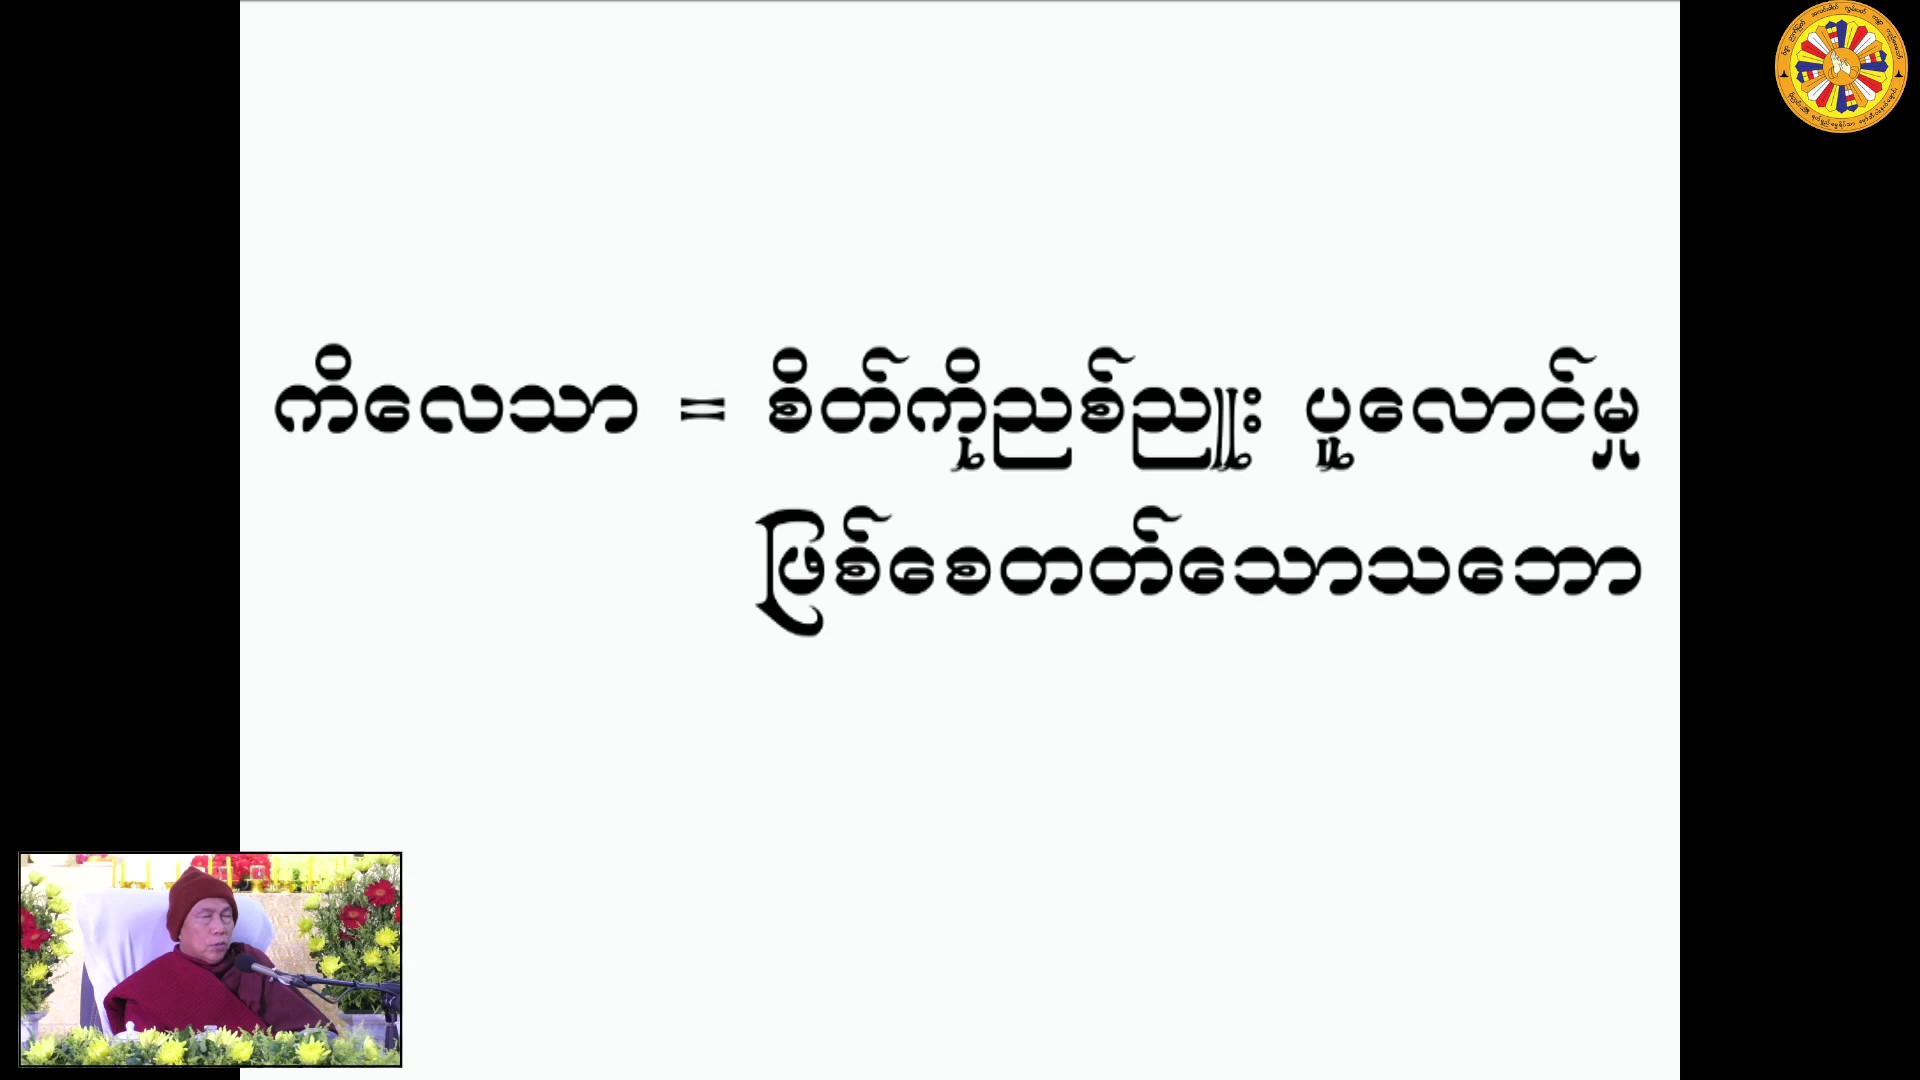 ကိလေသာ = စိတ်ကိုညစ်ညူူး ပူလောင်မှု
ဖြစ်စေတတ်သောသဘော